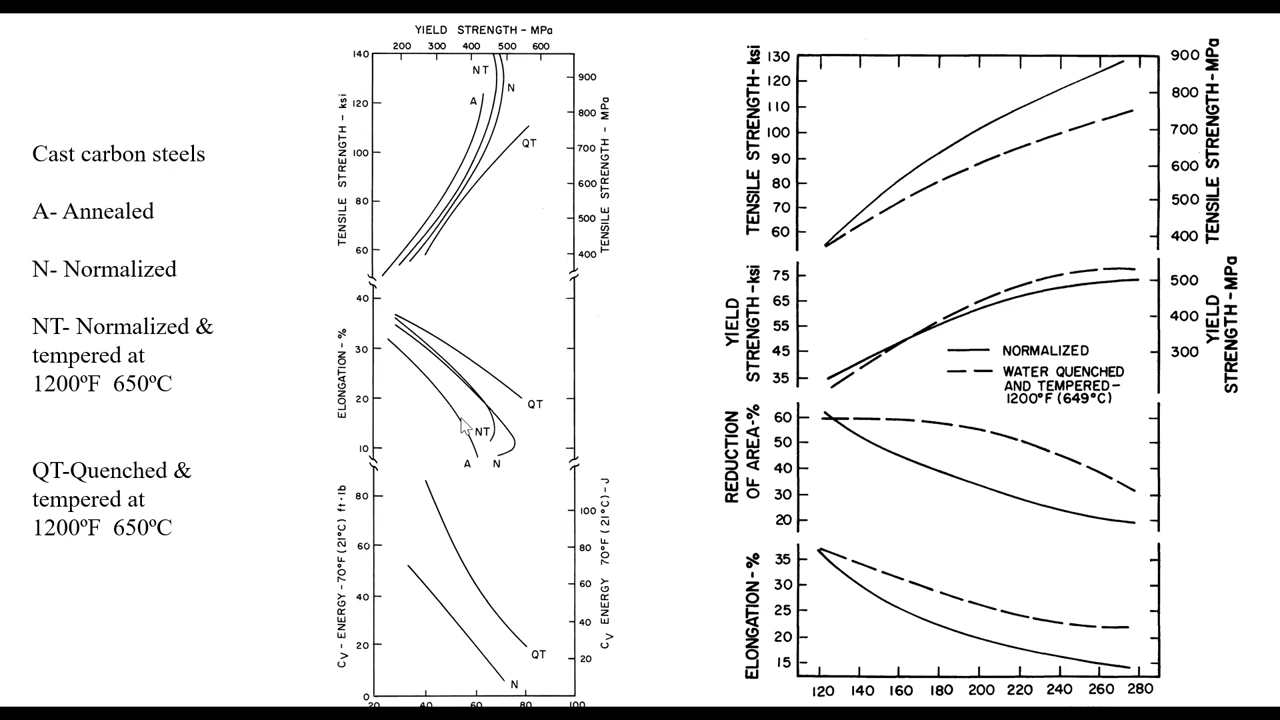 Cast carbon steels
A- Annealed
N- Normalized
NT- Normalized &
tempered at
1200ºF 650ºC
QT-Quenched &
tempered at
1200ºF 650ºC
YIELD STRENGTH - MPa
200 300 400 500 600
140
120
100
80
60
TENSILE STRENGTH - ksi
NT
N
A
QT
900
800
700
600
500
400
TENSILE STRENGTH - MPa
40
30
20
10
ELONGATION - %
QT
NT
A N
80
60
40
20
0
CV - ENERGY - 70°F (21°C) ft·lb
QT
N
100
80
60
40
20
CV ENERGY 70°F (21°C) - J
20 40 60 80 100
130
120
110
100
90
80
70
60
TENSILE STRENGTH-ksi
900
800
700
600
500
400
TENSILE STRENGTH-MPa
75
65
55
45
35
YIELD
STRENGTH-ksi
500
400
300
YIELD
STRENGTH-MPa
NORMALIZED
WATER QUENCHED
AND TEMPERED-
1200°F (649°C)
60
50
40
30
20
REDUCTION
OF AREA-%
35
30
25
20
15
ELONGATION-%
120 140 160 180 200 220 240 260 280